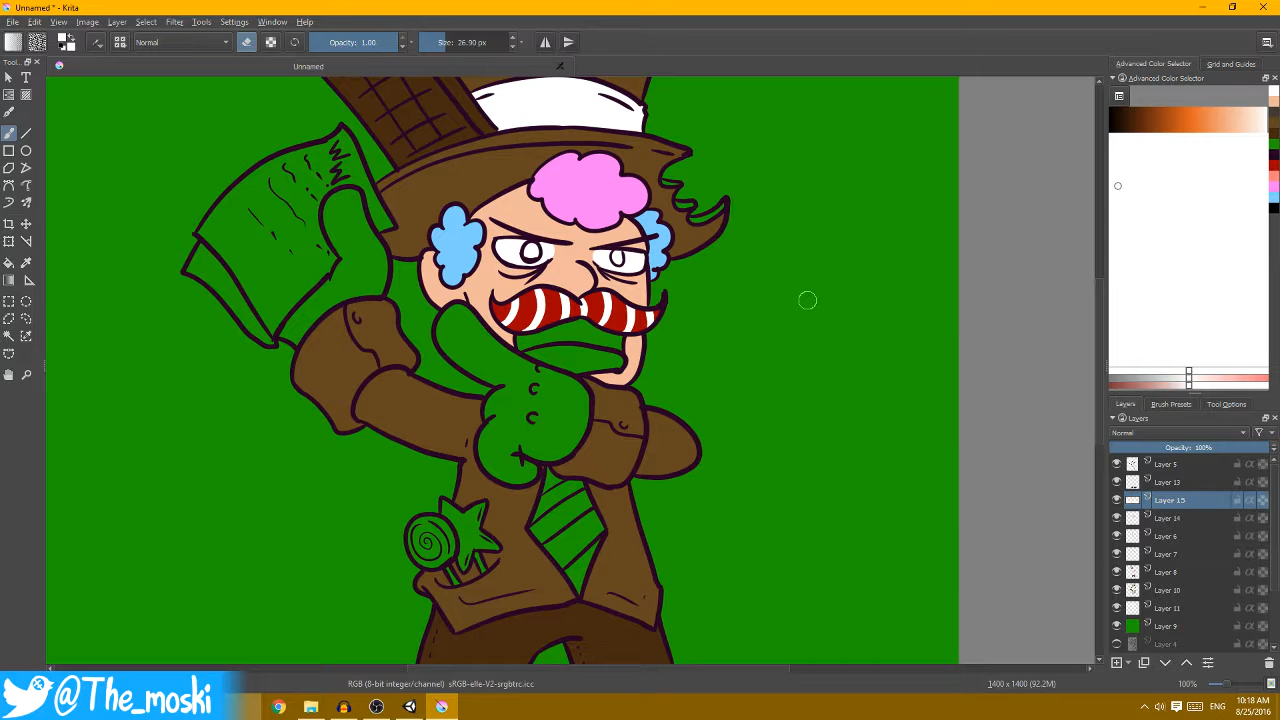 Unnamed * - Krita
File Edit View Image Layer Select Filter Tools Settings Window Help
Normal Opacity: 1.00 Size: 26.90 px
Tool...
Unnamed
Advanced Color Selector Grid and Guides
Advanced Color Selector
Layers Brush Presets Tool Options
Layers
Normal
Opacity: 100%
Layer 5
Layer 13
Layer 15
Layer 14
Layer 6
Layer 7
Layer 8
Layer 10
Layer 11
Layer 9
Layer 4
RGB (8-bit integer/channel) sRGB-elle-V2-srgbtrc.icc 1400 x 1400 (92.2M) 100%
@The_moski
ENG
10:18 AM
8/25/2016